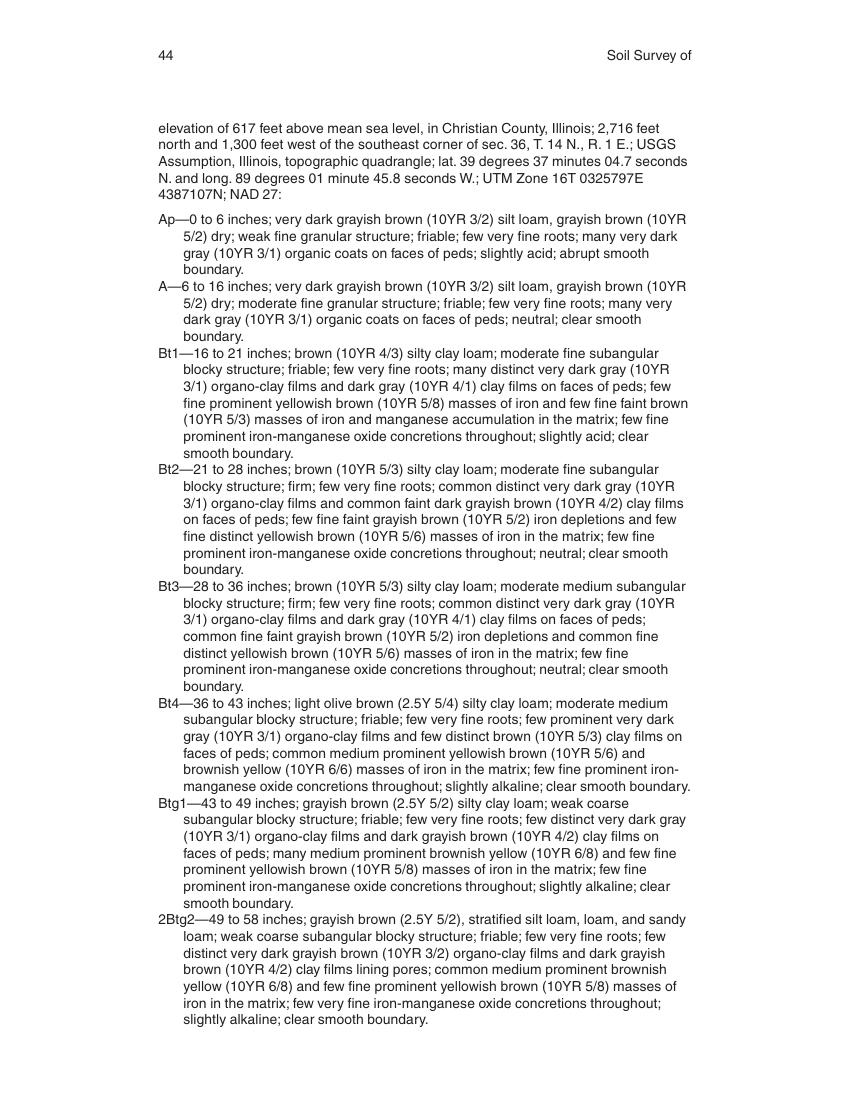 44
Soil Survey of
elevation of 617 feet above mean sea level, in Christian County, Illinois; 2,716 feet
north and 1,300 feet west of the southeast corner of sec. 36, T. 14 N., R. 1 E.; USGS
Assumption, Illinois, topographic quadrangle; lat. 39 degrees 37 minutes 04.7 seconds
N. and long. 89 degrees 01 minute 45.8 seconds W.; UTM Zone 16T 0325797E
4387107N; NAD 27:
Ap—0 to 6 inches; very dark grayish brown (10YR 3/2) silt loam, grayish brown (10YR
5/2) dry; weak fine granular structure; friable; few very fine roots; many very dark
gray (10YR 3/1) organic coats on faces of peds; slightly acid; abrupt smooth
boundary.
A—6 to 16 inches; very dark grayish brown (10YR 3/2) silt loam, grayish brown (10YR
5/2) dry; moderate fine granular structure; friable; few very fine roots; many very
dark gray (10YR 3/1) organic coats on faces of peds; neutral; clear smooth
boundary.
Bt1—16 to 21 inches; brown (10YR 4/3) silty clay loam; moderate fine subangular
blocky structure; friable; few very fine roots; many distinct very dark gray (10YR
3/1) organo-clay films and dark gray (10YR 4/1) clay films on faces of peds; few
fine prominent yellowish brown (10YR 5/8) masses of iron and few fine faint brown
(10YR 5/3) masses of iron and manganese accumulation in the matrix; few fine
prominent iron-manganese oxide concretions throughout; slightly acid; clear
smooth boundary.
Bt2—21 to 28 inches; brown (10YR 5/3) silty clay loam; moderate fine subangular
blocky structure; firm; few very fine roots; common distinct very dark gray (10YR
3/1) organo-clay films and common faint dark grayish brown (10YR 4/2) clay films
on faces of peds; few fine faint grayish brown (10YR 5/2) iron depletions and few
fine distinct yellowish brown (10YR 5/6) masses of iron in the matrix; few fine
prominent iron-manganese oxide concretions throughout; neutral; clear smooth
boundary.
Bt3—28 to 36 inches; brown (10YR 5/3) silty clay loam; moderate medium subangular
blocky structure; firm; few very fine roots; common distinct very dark gray (10YR
3/1) organo-clay films and dark gray (10YR 4/1) clay films on faces of peds;
common fine faint grayish brown (10YR 5/2) iron depletions and common fine
distinct yellowish brown (10YR 5/6) masses of iron in the matrix; few fine
prominent iron-manganese oxide concretions throughout; neutral; clear smooth
boundary.
Bt4—36 to 43 inches; light olive brown (2.5Y 5/4) silty clay loam; moderate medium
subangular blocky structure; friable; few very fine roots; few prominent very dark
gray (10YR 3/1) organo-clay films and few distinct brown (10YR 5/3) clay films on
faces of peds; common medium prominent yellowish brown (10YR 5/6) and
brownish yellow (10YR 6/6) masses of iron in the matrix; few fine prominent iron-
manganese oxide concretions throughout; slightly alkaline; clear smooth boundary.
Btg1—43 to 49 inches; grayish brown (2.5Y 5/2) silty clay loam; weak coarse
subangular blocky structure; friable; few very fine roots; few distinct very dark gray
(10YR 3/1) organo-clay films and dark grayish brown (10YR 4/2) clay films on
faces of peds; many medium prominent brownish yellow (10YR 6/8) and few fine
prominent yellowish brown (10YR 5/8) masses of iron in the matrix; few fine
prominent iron-manganese oxide concretions throughout; slightly alkaline; clear
smooth boundary.
2Btg2—49 to 58 inches; grayish brown (2.5Y 5/2), stratified silt loam, loam, and sandy
loam; weak coarse subangular blocky structure; friable; few very fine roots; few
distinct very dark grayish brown (10YR 3/2) organo-clay films and dark grayish
brown (10YR 4/2) clay films lining pores; common medium prominent brownish
yellow (10YR 6/8) and few fine prominent yellowish brown (10YR 5/8) masses of
iron in the matrix; few very fine iron-manganese oxide concretions throughout;
slightly alkaline; clear smooth boundary.